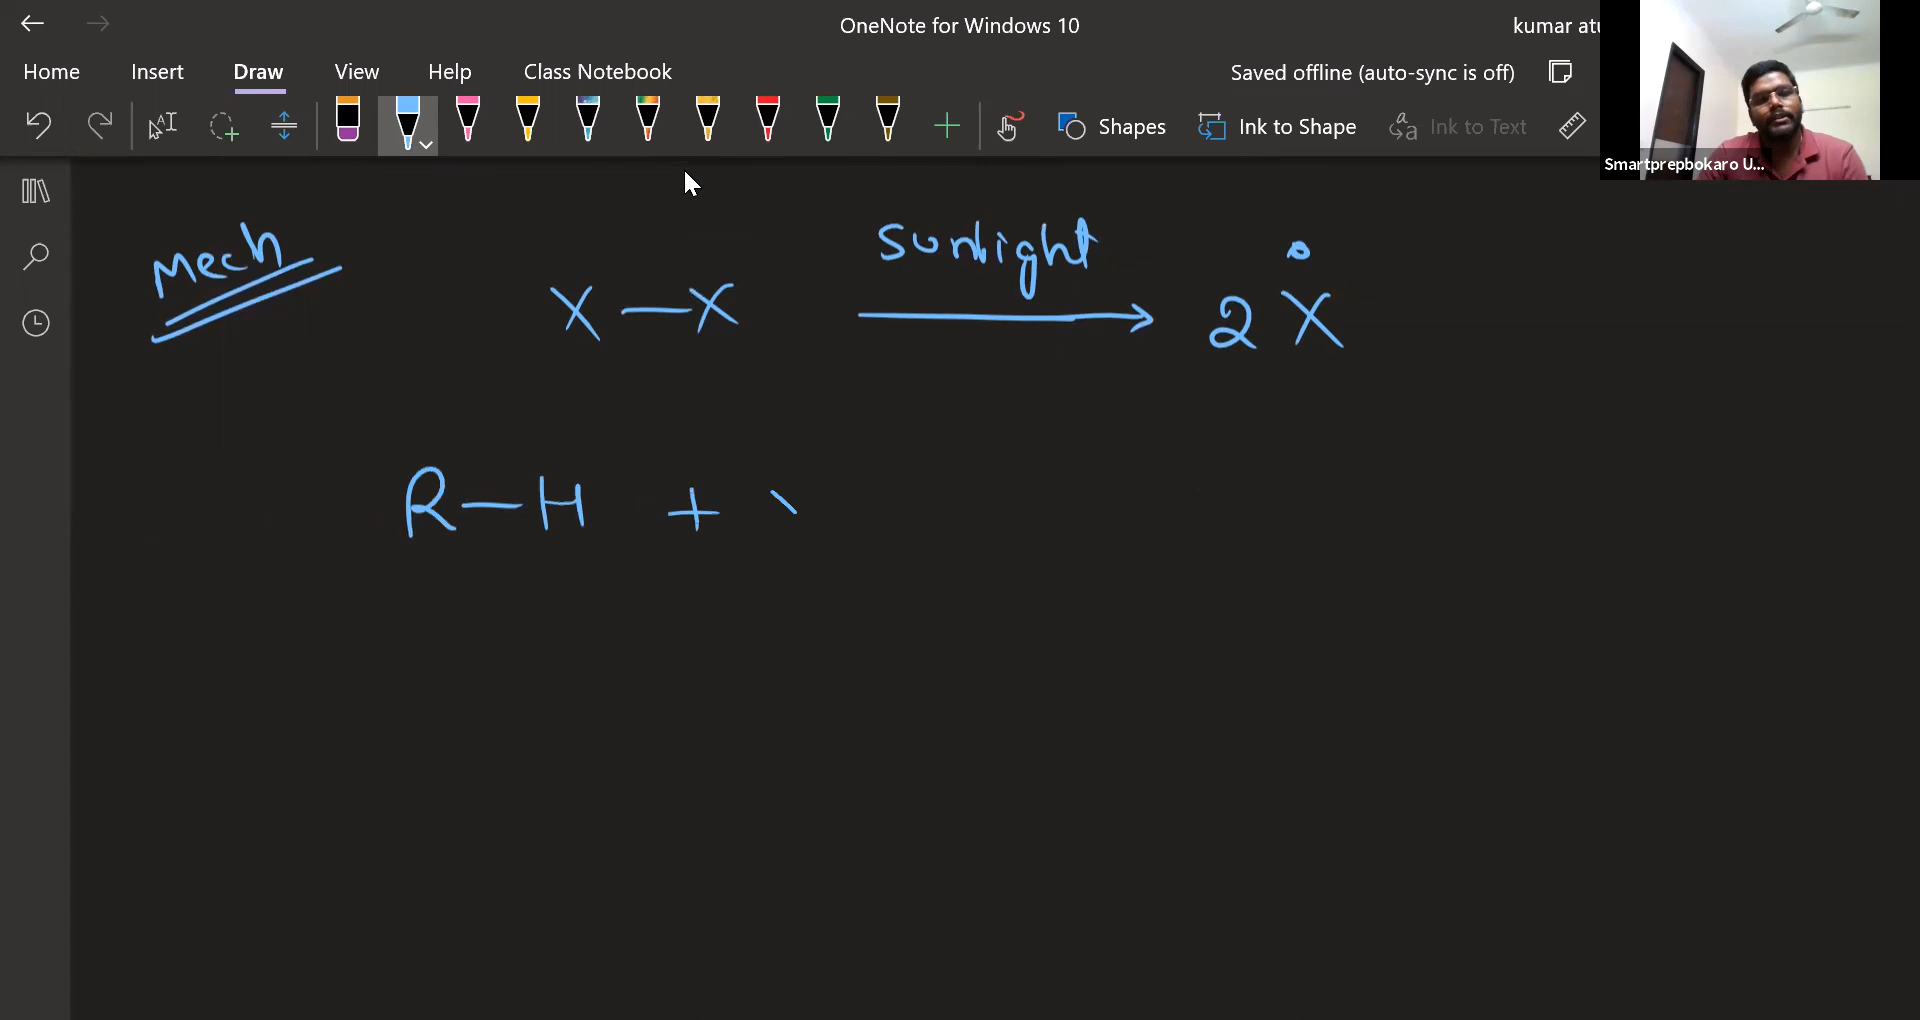 OneNote for Windows 10
kumar
Home Insert Draw View Help Class Notebook
Saved offline (auto-sync is off)
Shapes Ink to Shape Ink to Text
Smartprepbokaro U...
Mech
X — X sunlight → 2 Ẋ
R — H +